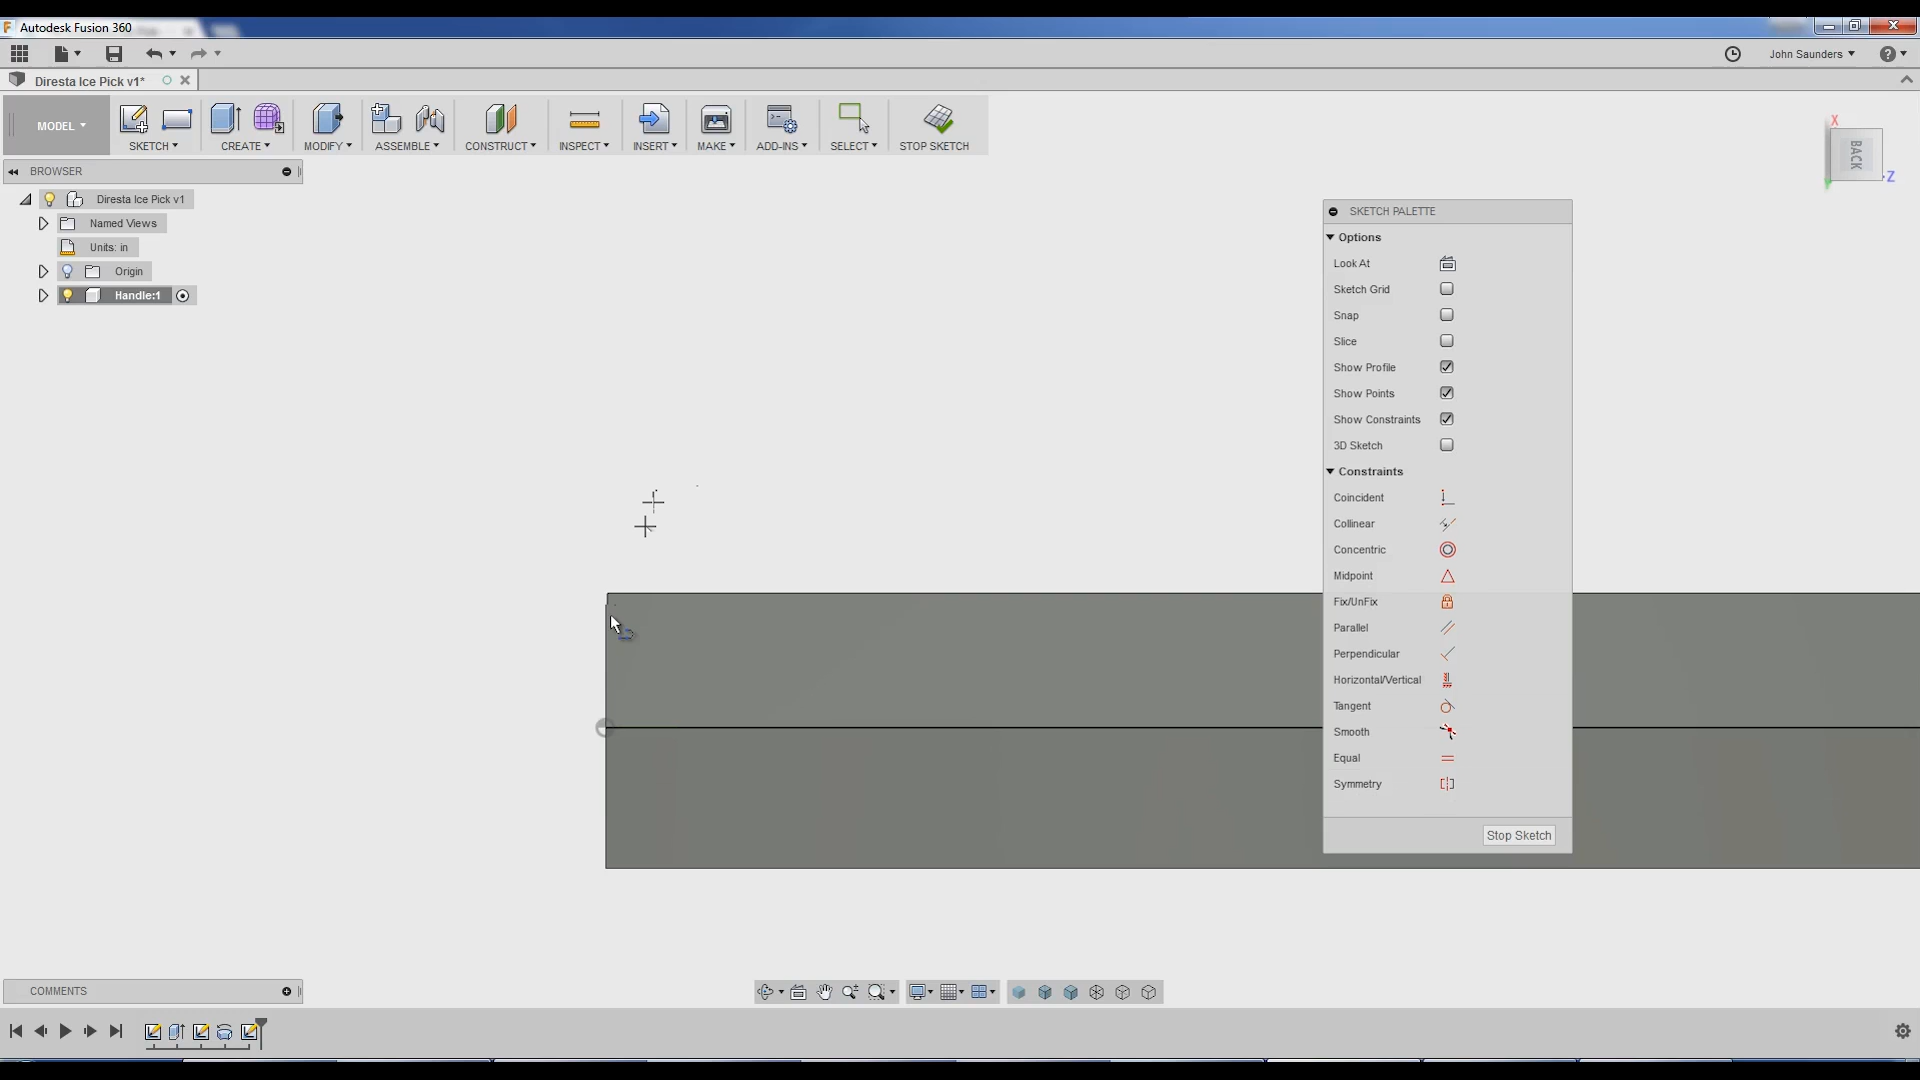 Autodesk Fusion 360
John Saunders
Diresta Ice Pick v1*
MODEL
SKETCH
CREATE
MODIFY
ASSEMBLE
CONSTRUCT
INSPECT
INSERT
MAKE
ADD-INS
SELECT
STOP SKETCH
X
BACK
Z
BROWSER
Diresta Ice Pick v1
Named Views
Units: in
Origin
Handle:1
SKETCH PALETTE
Options
Look At
Sketch Grid
Snap
Slice
Show Profile
Show Points
Show Constraints
3D Sketch
Constraints
Coincident
Collinear
Concentric
Midpoint
Fix/UnFix
Parallel
Perpendicular
Horizontal/Vertical
Tangent
Smooth
Equal
Symmetry
Stop Sketch
COMMENTS